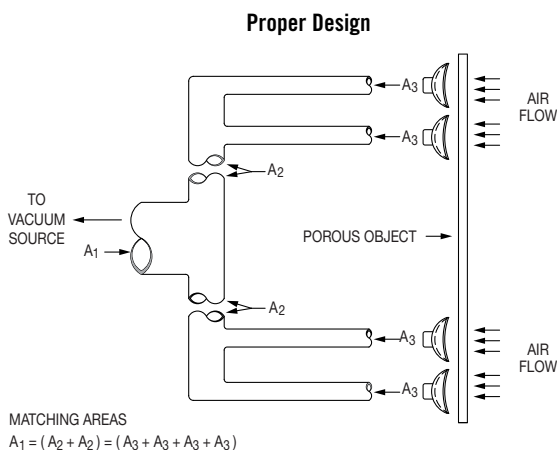 Proper Design
A3
AIR
FLOW
A3
A2
TO
VACUUM
SOURCE
A1
POROUS OBJECT
A2
A3
AIR
FLOW
A3
MATCHING AREAS
A1 = ( A2 + A2 ) = ( A3 + A3 + A3 + A3 )